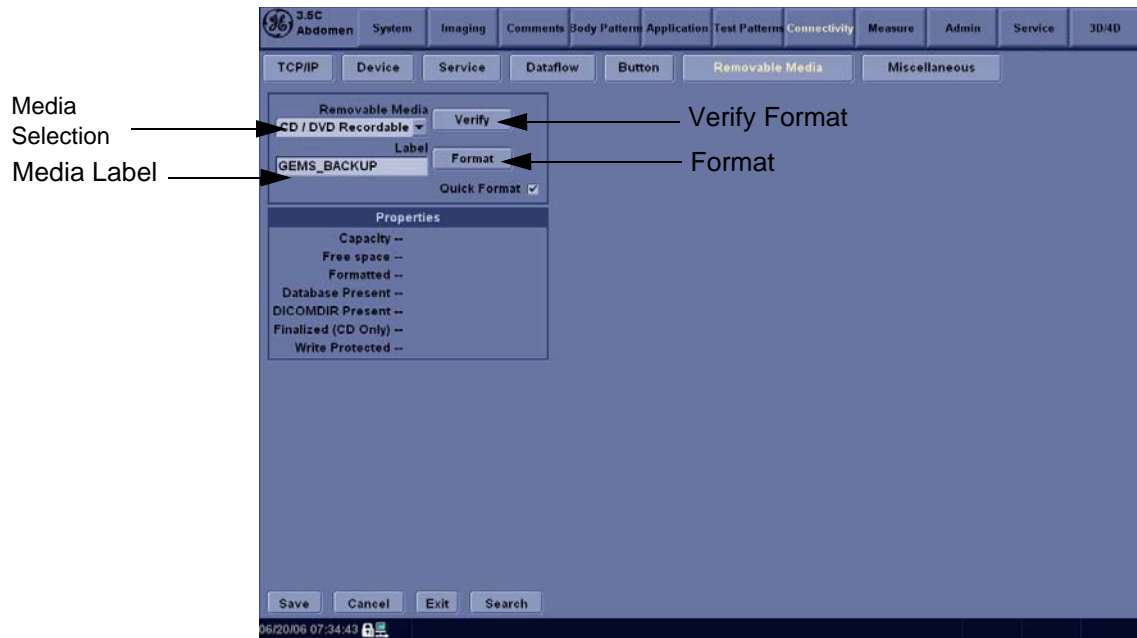 3.5C
Abdomen
System
Imaging
Comments
Body Pattern
Application
Test Patterns
Connectivity
Measure
Admin
Service
3D/4D
TCP/IP
Device
Service
Dataflow
Button
Removable Media
Miscellaneous
Media
Selection
Media Label
Removable Media
CD / DVD Recordable
Verify
Label
GEMS_BACKUP
Format
Quick Format
Verify Format
Format
Properties
Capacity --
Free space --
Formatted --
Database Present --
DICOMDIR Present --
Finalized (CD Only) --
Write Protected --
Save
Cancel
Exit
Search
06/20/06 07:34:43